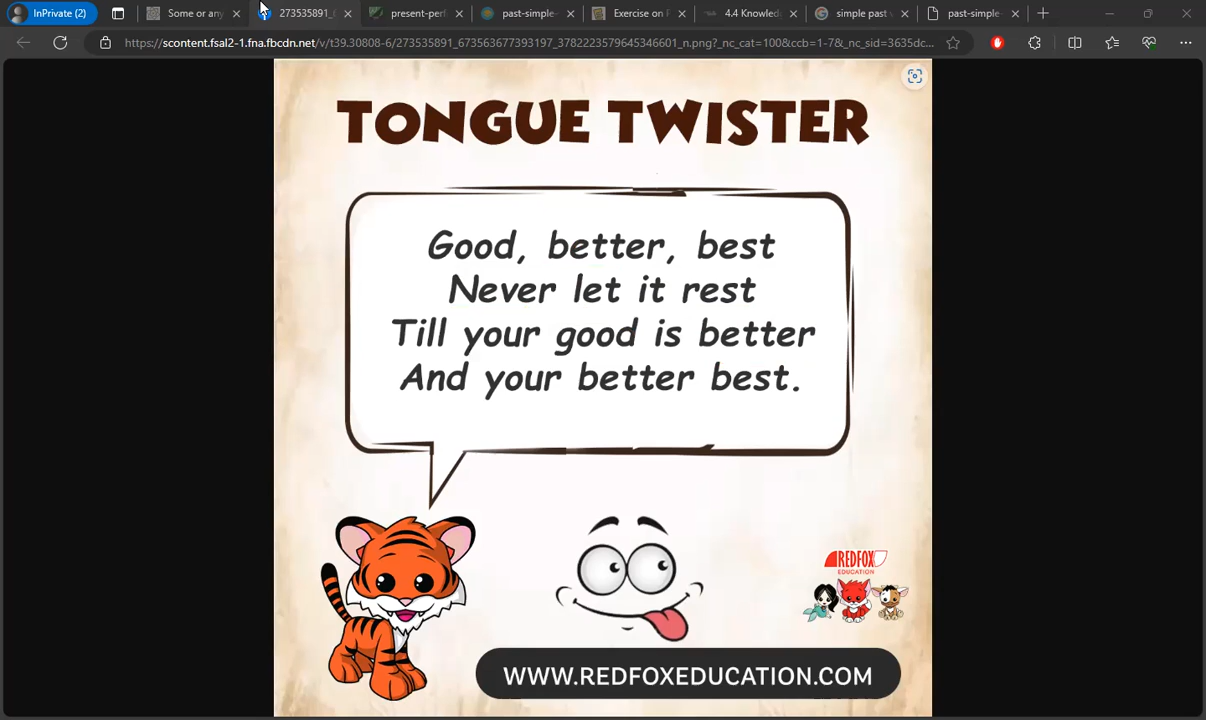 InPrivate (2)
Some or any
273535891_
present-perf
past-simple-
Exercise on P
4.4 Knowled
simple past v
past-simple-
https://scontent.fsal2-1.fna.fbcdn.net/v/t39.30808-6/273535891_673563677393197_3782223579645346601_n.png?_nc_cat=100&ccb=1-7&_nc_sid=3635dc...
TONGUE TWISTER
Good, better, best
Never let it rest
Till your good is better
And your better best.
REDFOX
EDUCATION
WWW.REDFOXEDUCATION.COM